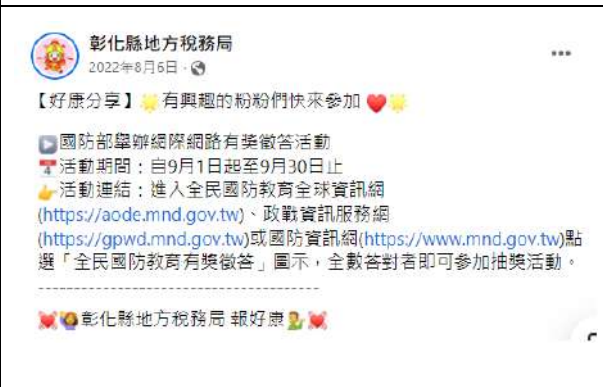 彰化縣地方稅務局
2022年8月6日 ·
【好康分享】🌟有興趣的粉粉們快來參加❤️🌟
▶️國防部舉辦網際網路有獎徵答活動
📅活動期間：自9月1日起至9月30日止
👉活動連結：進入全民國防教育全球資訊網
(https://aode.mnd.gov.tw)、政戰資訊服務網
(https://gpwd.mnd.gov.tw)或國防資訊網(https://www.mnd.gov.tw)點
選「全民國防教育有獎徵答」圖示，全數答對者即可參加抽獎活動。
---------------------------------------
💓🙆彰化縣地方稅務局 報好康💁💓